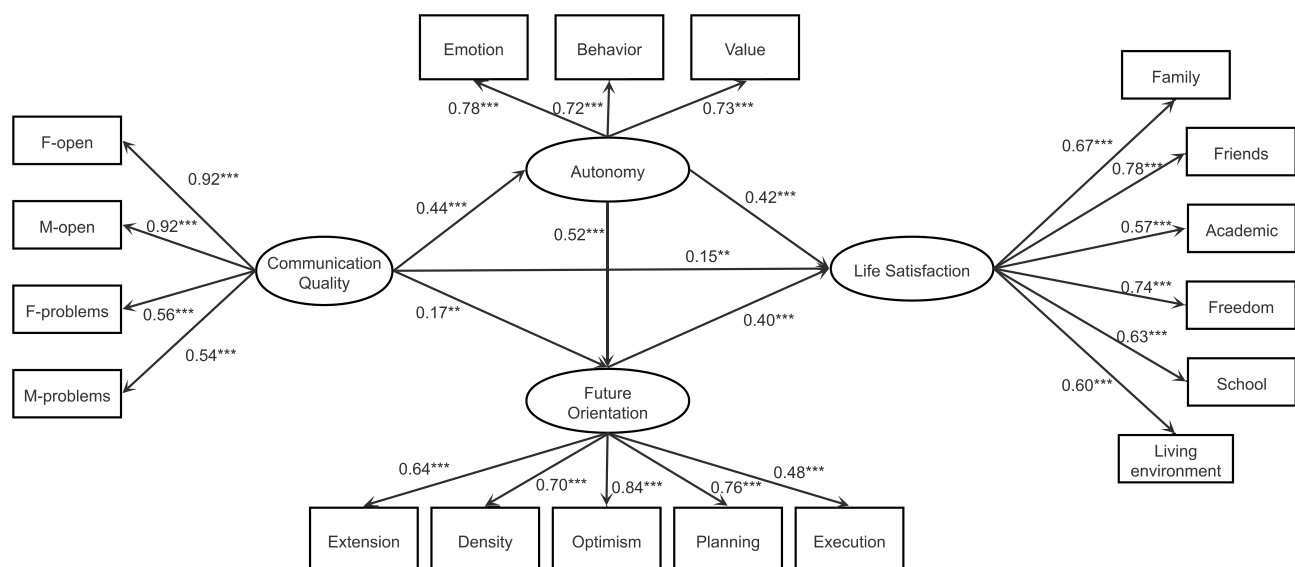 Emotion
Behavior
Value
0.78***
0.72***
0.73***
Autonomy
F-open
M-open
F-problems
M-problems
0.92***
0.92***
0.56***
0.54***
Communication
Quality
0.44***
0.52***
0.42***
0.15**
0.17**
0.40***
Life Satisfaction
Family
Friends
Academic
Freedom
School
Living
environment
0.67***
0.78***
0.57***
0.74***
0.63***
0.60***
Future
Orientation
0.64***
0.70***
0.84***
0.76***
0.48***
Extension
Density
Optimism
Planning
Execution